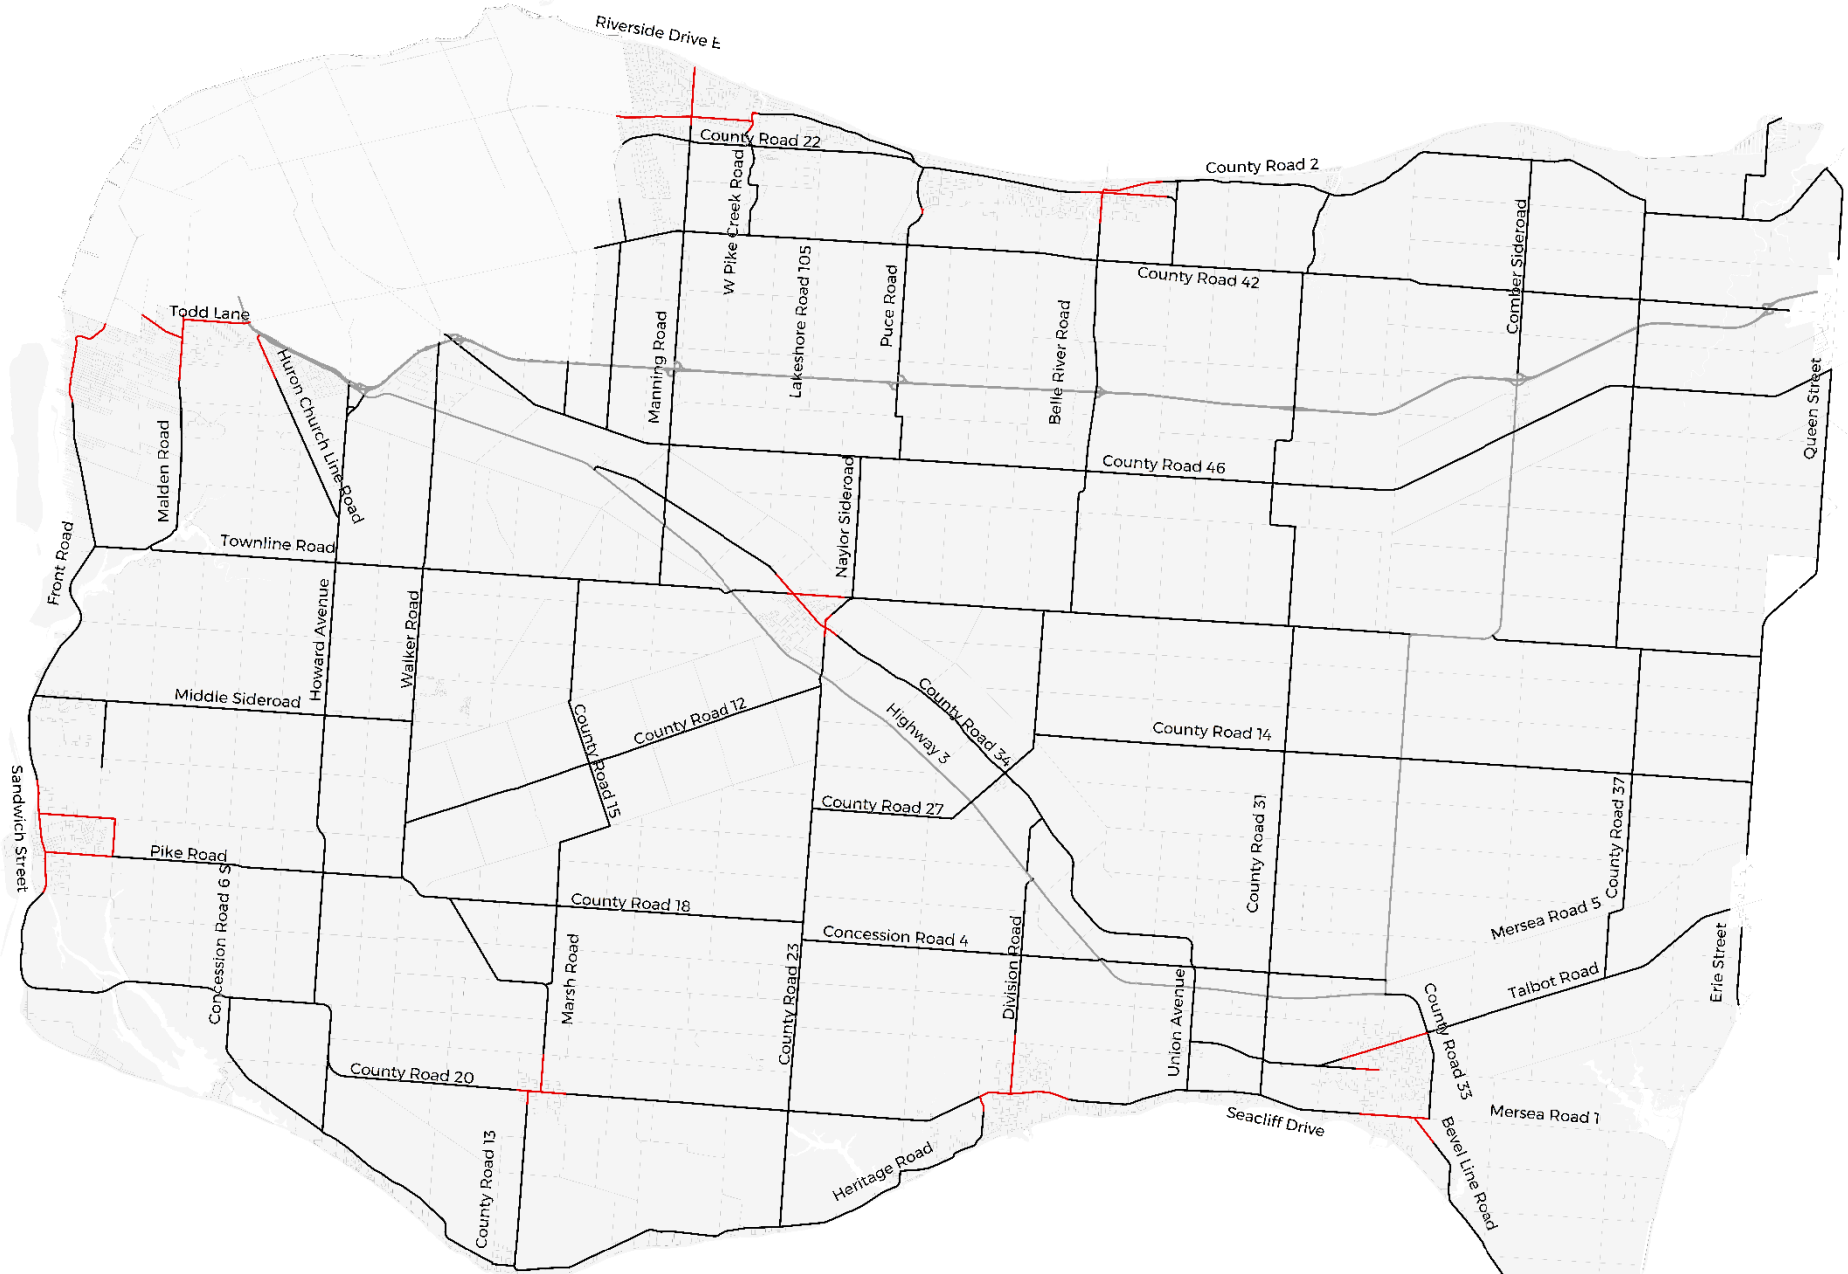 Riverside Drive E
County Road 22
County Road 2
W Pike Creek Road
Comber Sideroad
Lakeshore Road 105
Puce Road
County Road 42
Todd Lane
Manning Road
Belle River Road
Huron Church Line Road
Queen Street
Malden Road
County Road 46
Naylor Sideroad
Front Road
Townline Road
Howard Avenue
Walker Road
Middle Sideroad
County Road 12
County Road 34
Highway 3
County Road 14
County Road 15
Sandwich Street
County Road 27
County Road 31
County Road 37
Pike Road
Concession Road 6 S
County Road 18
Mersea Road 5
Concession Road 4
Marsh Road
County Road 23
Division Road
Union Avenue
Talbot Road
Erie Street
County Road 33
County Road 20
Seacliff Drive
Mersea Road 1
County Road 13
Heritage Road
Bevel Line Road